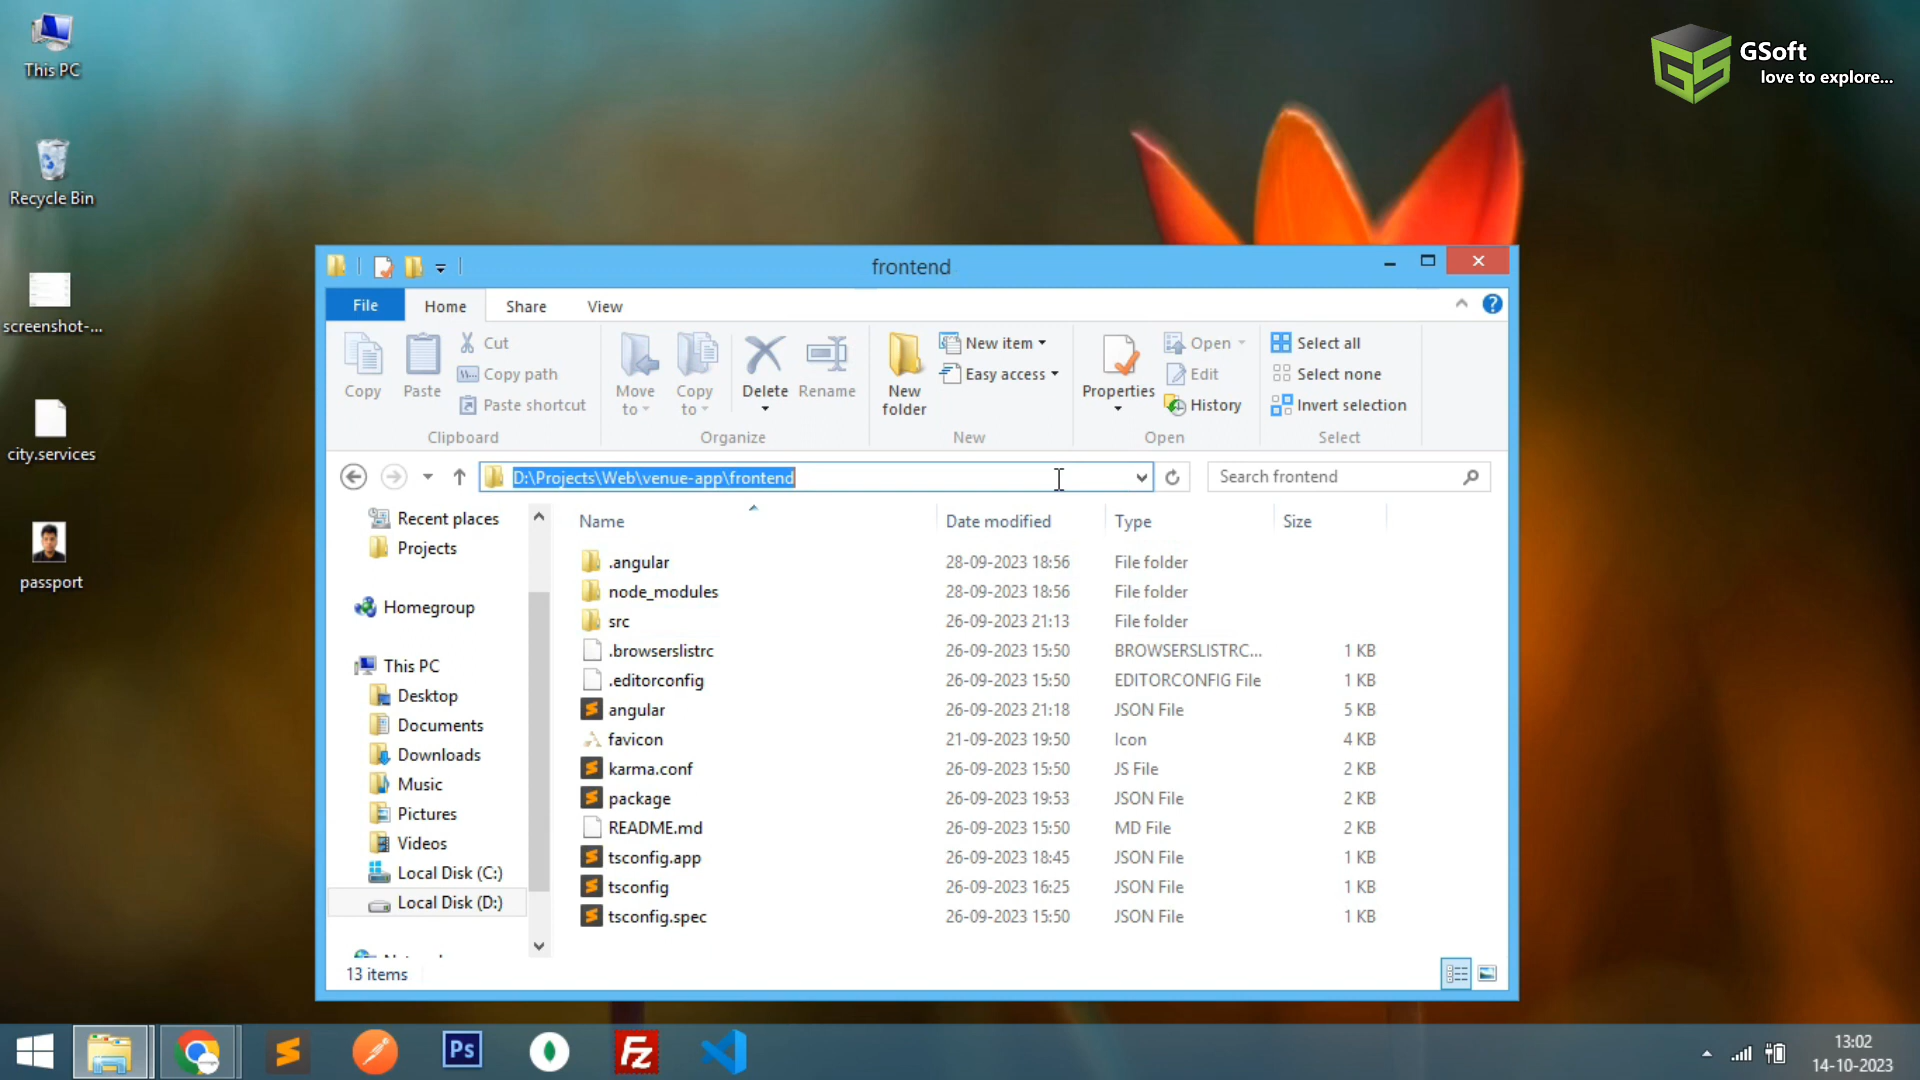 This PC
GSoft
love to explore...
Recycle Bin
screenshot-...
city.services
passport
frontend
File
Home
Share
View
Copy
Paste
Cut
Copy path
Paste shortcut
Clipboard
Move to
Copy to
Delete
Rename
Organize
New folder
New item
Easy access
New
Properties
Open
Edit
History
Open
Select all
Select none
Invert selection
Select
D:\Projects\Web\venue-app\frontend
Search frontend
Recent places
Projects
Homegroup
This PC
Desktop
Documents
Downloads
Music
Pictures
Videos
Local Disk (C:)
Local Disk (D:)
Name Date modified Type Size
.angular 28-09-2023 18:56 File folder
node_modules 28-09-2023 18:56 File folder
src 26-09-2023 21:13 File folder
.browserslistrc 26-09-2023 15:50 BROWSERSLISTRC... 1 KB
.editorconfig 26-09-2023 15:50 EDITORCONFIG File 1 KB
angular 26-09-2023 21:18 JSON File 5 KB
favicon 21-09-2023 19:50 Icon 4 KB
karma.conf 26-09-2023 15:50 JS File 2 KB
package 26-09-2023 19:53 JSON File 2 KB
README.md 26-09-2023 15:50 MD File 2 KB
tsconfig.app 26-09-2023 18:45 JSON File 1 KB
tsconfig 26-09-2023 16:25 JSON File 1 KB
tsconfig.spec 26-09-2023 15:50 JSON File 1 KB
13 items
Ps
FZ
13:02
14-10-2023